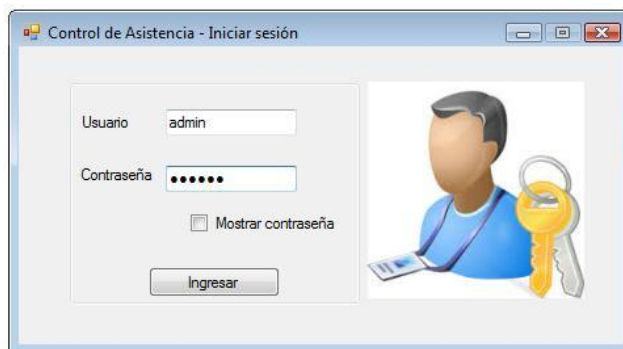 Control de Asistencia - Iniciar sesión
Usuario admin
Contraseña ●●●●●●
Mostrar contraseña
Ingresar